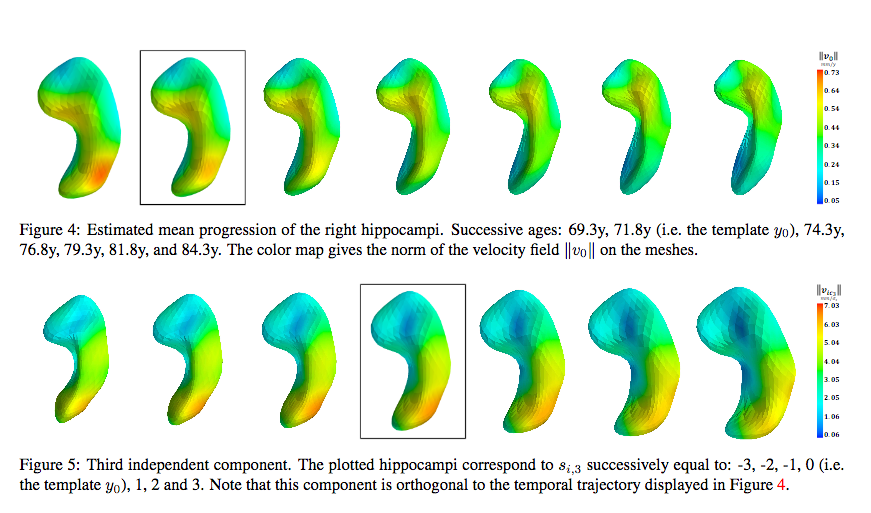 ‖v₀‖
mm/y
0.73
0.64
0.54
0.44
0.34
0.24
0.15
0.05
Figure 4: Estimated mean progression of the right hippocampi. Successive ages: 69.3y, 71.8y (i.e. the template y₀), 74.3y,
76.8y, 79.3y, 81.8y, and 84.3y. The color map gives the norm of the velocity field ‖v₀‖ on the meshes.
7.03
6.03
5.04
4.04
3.05
2.05
1.06
0.06
Figure 5: Third independent component. The plotted hippocampi correspond to sᵢ,₃ successively equal to: -3, -2, -1, 0 (i.e.
the template y₀), 1, 2 and 3. Note that this component is orthogonal to the temporal trajectory displayed in Figure 4.